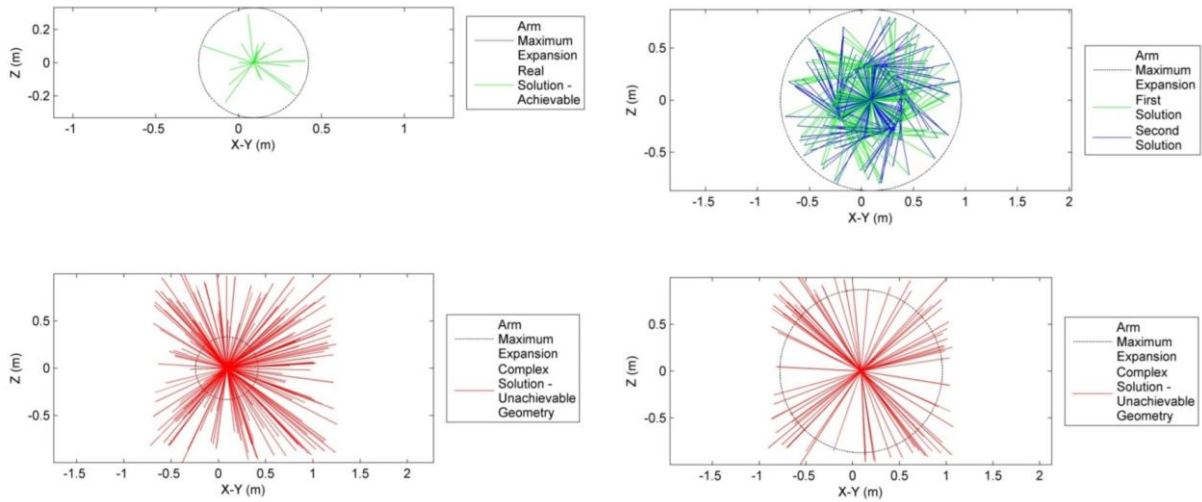 0.2
0
-0.2
Z (m)
-1
-0.5
0
0.5
1
X-Y (m)
Arm
Maximum
Expansion
Real
Solution -
Achievable
0.5
0
-0.5
Z (m)
-1.5
-1
-0.5
0
0.5
1
1.5
2
X-Y (m)
Arm
Maximum
Expansion
First
Solution
Second
Solution
0.5
0
-0.5
Z (m)
-1.5
-1
-0.5
0
0.5
1
1.5
2
X-Y (m)
Arm
Maximum
Expansion
Complex
Solution -
Unachievable
Geometry
0.5
0
-0.5
Z (m)
-1.5
-1
-0.5
0
0.5
1
1.5
2
X-Y (m)
Arm
Maximum
Expansion
Complex
Solution -
Unachievable
Geometry